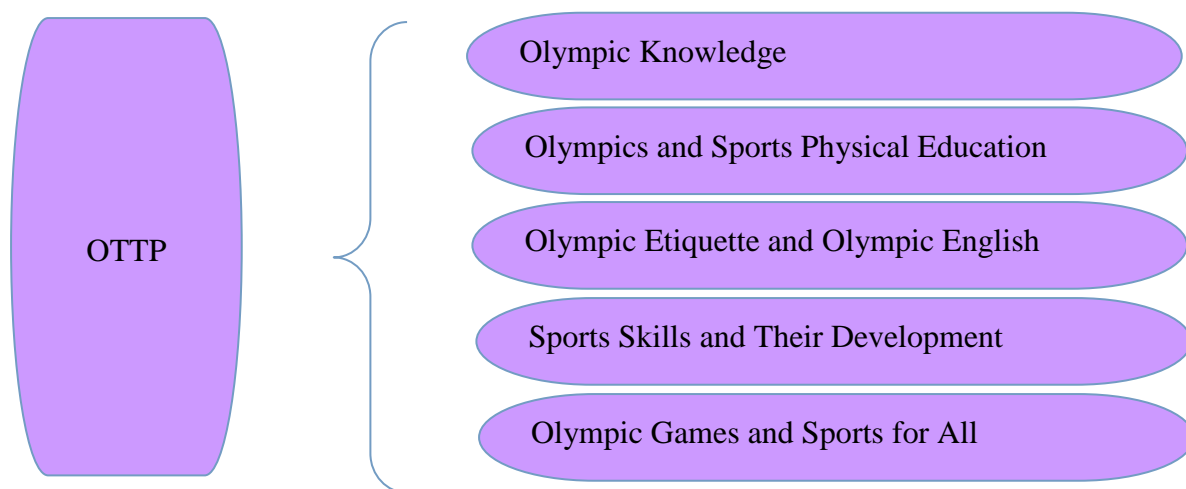 OTTP
Olympic Knowledge
Olympics and Sports Physical Education
Olympic Etiquette and Olympic English
Sports Skills and Their Development
Olympic Games and Sports for All